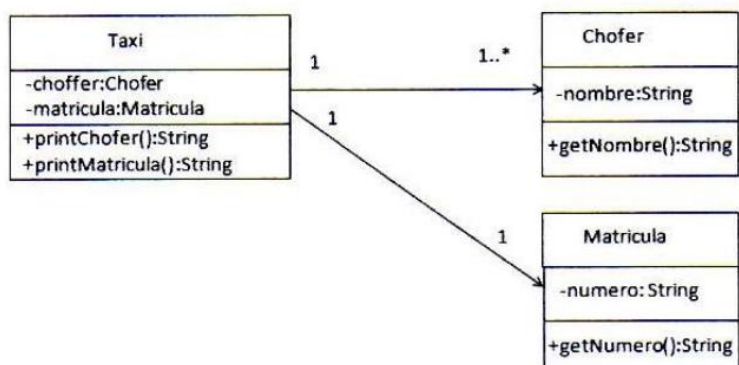 Taxi
-choffer:Chofer
-matricula:Matricula
+printChofer():String
+printMatricula():String
1
1..*
1
1
Chofer
-nombre:String
+getNombre():String
Matricula
-numero:String
+getNumero():String